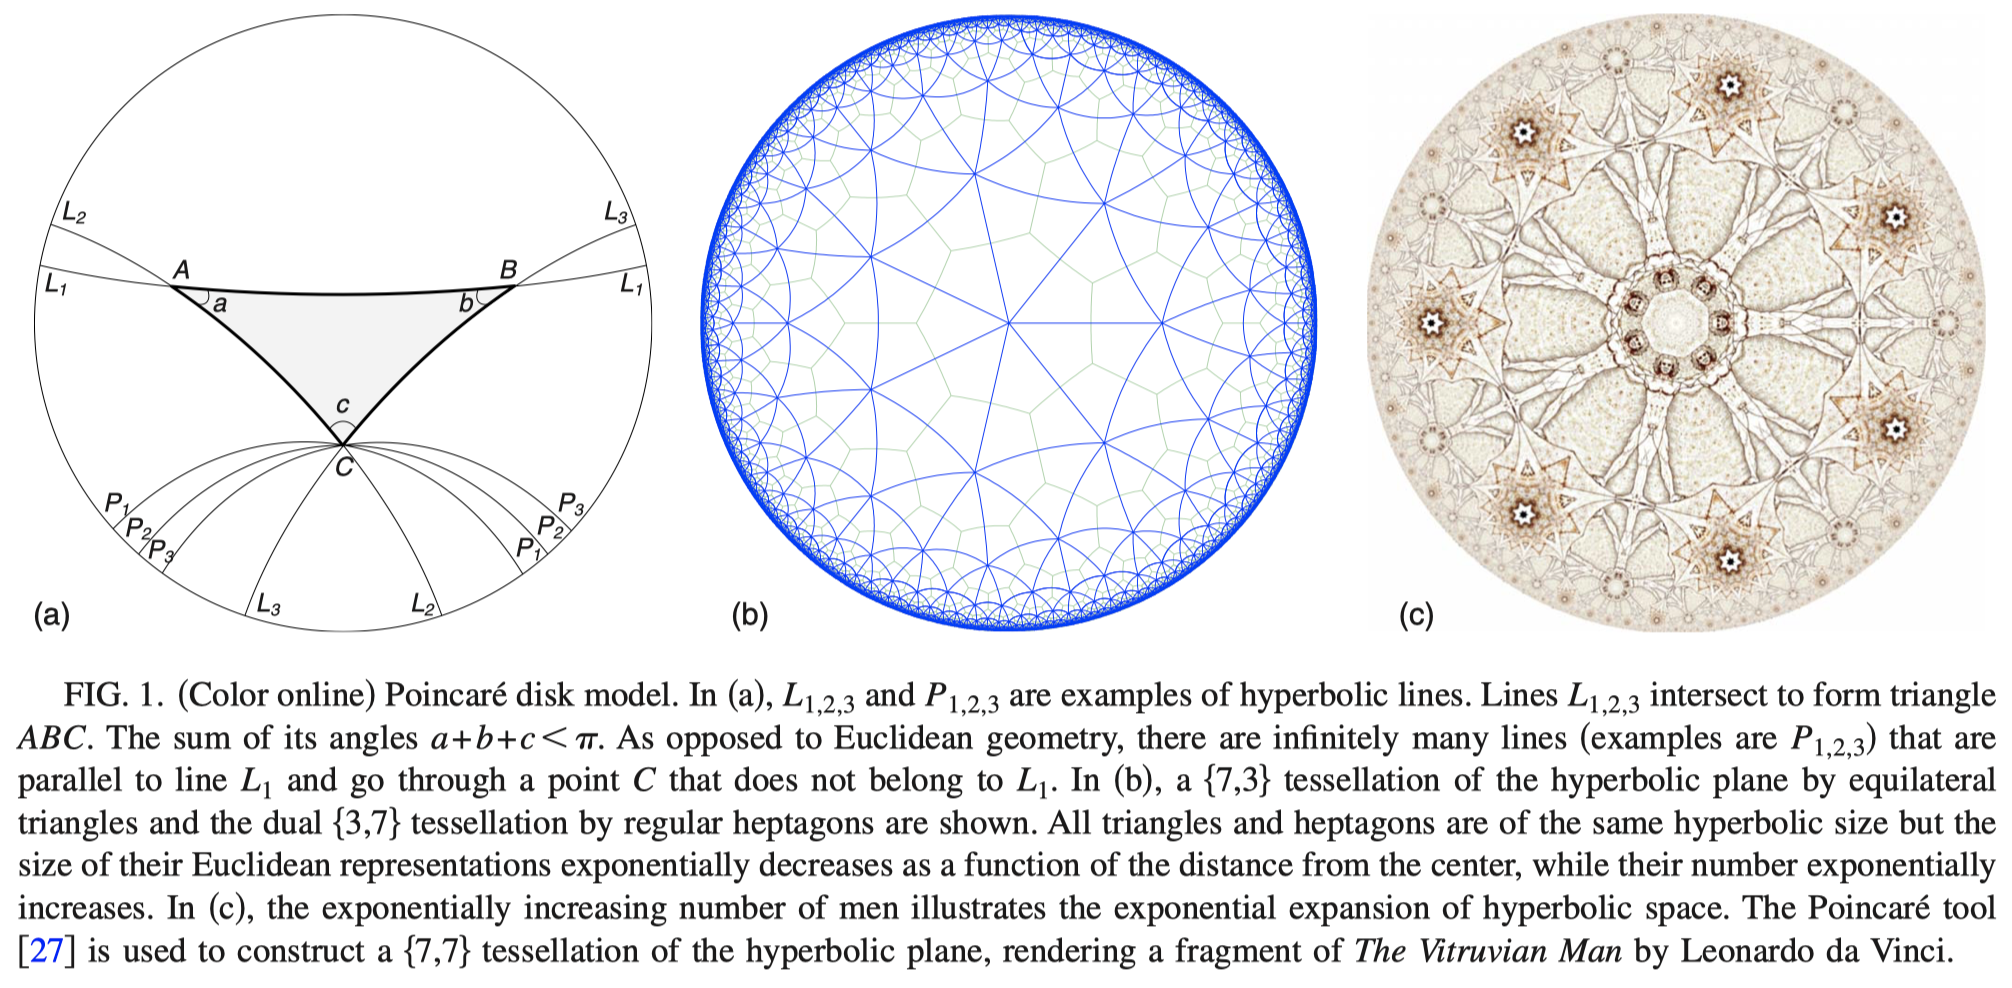 L2
L3
A
B
L1
L1
a
b
c
C
P1
P3
P2
P2
P3
P1
L3
L2
(a)
(b)
(c)
FIG. 1. (Color online) Poincaré disk model. In (a), L1,2,3 and P1,2,3 are examples of hyperbolic lines. Lines L1,2,3 intersect to form triangle
ABC. The sum of its angles a+b+c<π. As opposed to Euclidean geometry, there are infinitely many lines (examples are P1,2,3) that are
parallel to line L1 and go through a point C that does not belong to L1. In (b), a {7,3} tessellation of the hyperbolic plane by equilateral
triangles and the dual {3,7} tessellation by regular heptagons are shown. All triangles and heptagons are of the same hyperbolic size but the
size of their Euclidean representations exponentially decreases as a function of the distance from the center, while their number exponentially
increases. In (c), the exponentially increasing number of men illustrates the exponential expansion of hyperbolic space. The Poincaré tool
[27] is used to construct a {7,7} tessellation of the hyperbolic plane, rendering a fragment of The Vitruvian Man by Leonardo da Vinci.